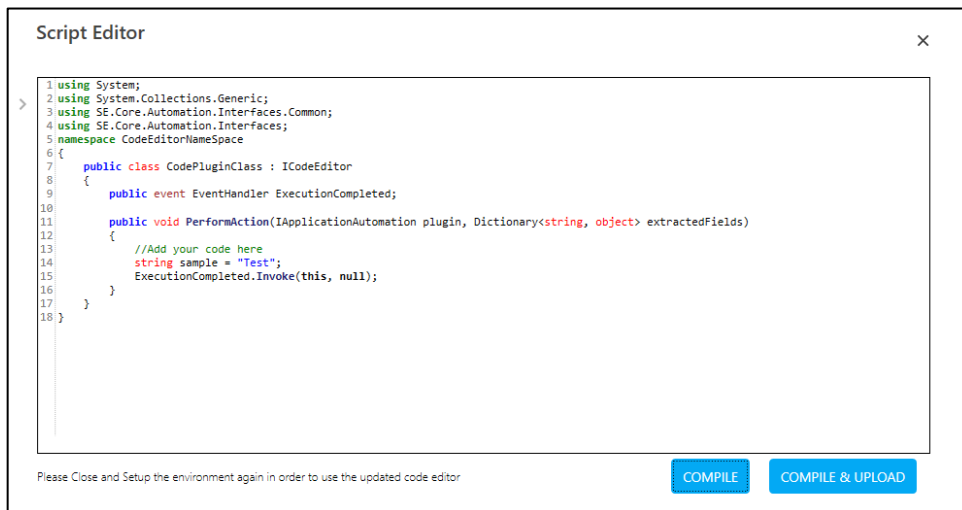 Script Editor
×
>
1 using System;
2 using System.Collections.Generic;
3 using SE.Core.Automation.Interfaces.Common;
4 using SE.Core.Automation.Interfaces;
5 namespace CodeEditorNameSpace
6 {
7     public class CodePluginClass : ICodeEditor
8     {
9         public event EventHandler ExecutionCompleted;
10
11         public void PerformAction(IApplicationAutomation plugin, Dictionary<string, object> extractedFields)
12         {
13             //Add your code here
14             string sample = "Test";
15             ExecutionCompleted.Invoke(this, null);
16         }
17     }
18 }
Please Close and Setup the environment again in order to use the updated code editor
COMPILE
COMPILE & UPLOAD